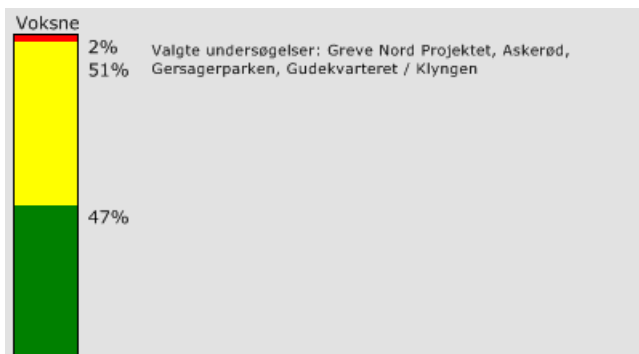 Voksne
2%
51%
Valgte undersøgelser: Greve Nord Projektet, Askerød,
Gersagerparken, Gudekvarteret / Klyngen
47%